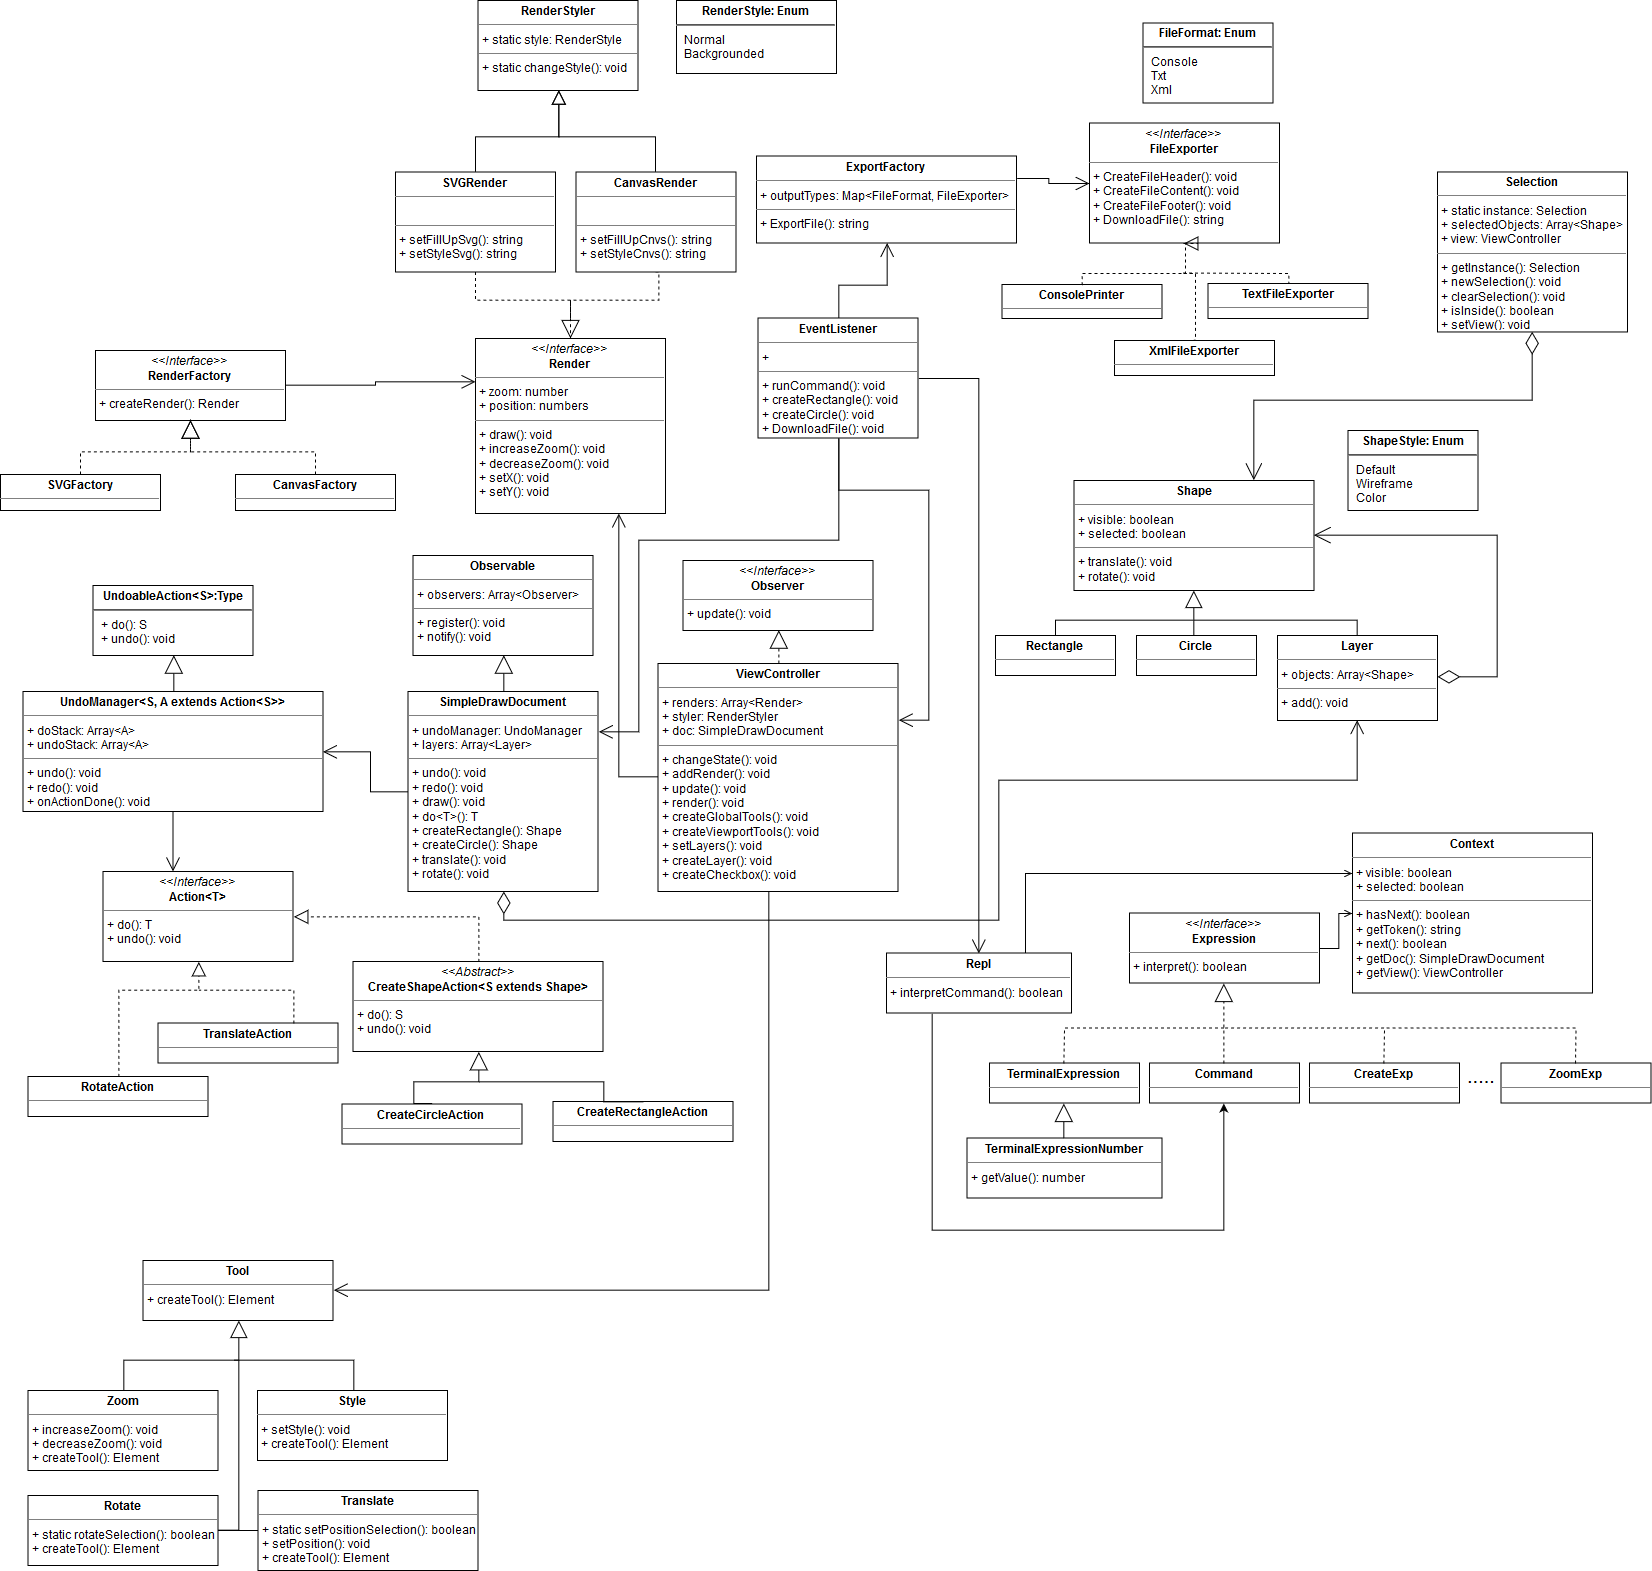 RenderStyler
+ static style: RenderStyle
+ static changeStyle(): void
RenderStyle: Enum
Normal
Backgrounded
FileFormat: Enum
Console
Txt
Xml
<<Interface>>
FileExporter
+ CreateFileHeader(): void
+ CreateFileContent(): void
+ CreateFileFooter(): void
+ DownloadFile(): string
ExportFactory
+ outputTypes: Map<FileFormat, FileExporter>
+ ExportFile(): string
SVGRender
+ setFillUpSvg(): string
+ setStyleSvg(): string
CanvasRender
+ setFillUpCnvs(): string
+ setStyleCnvs(): string
Selection
+ static instance: Selection
+ selectedObjects: Array<Shape>
+ view: ViewController
+ getInstance(): Selection
+ newSelection(): void
+ clearSelection(): void
+ isInside(): boolean
+ setView(): void
ConsolePrinter
TextFileExporter
XmlFileExporter
EventListener
+
+ runCommand(): void
+ createRectangle(): void
+ createCircle(): void
+ DownloadFile(): void
<<Interface>>
RenderFactory
+ createRender(): Render
<<Interface>>
Render
+ zoom: number
+ position: numbers
+ draw(): void
+ increaseZoom(): void
+ decreaseZoom(): void
+ setX(): void
+ setY(): void
SVGFactory
CanvasFactory
ShapeStyle: Enum
Default
Wireframe
Color
Shape
+ visible: boolean
+ selected: boolean
+ translate(): void
+ rotate(): void
Rectangle
Circle
Layer
+ objects: Array<Shape>
+ add(): void
UndoableAction<S>:Type
+ do(): S
+ undo(): void
Observable
+ observers: Array<Observer>
+ register(): void
+ notify(): void
<<Interface>>
Observer
+ update(): void
UndoManager<S, A extends Action<S>>
+ doStack: Array<A>
+ undoStack: Array<A>
+ undo(): void
+ redo(): void
+ onActionDone(): void
SimpleDrawDocument
+ undoManager: UndoManager
+ layers: Array<Layer>
+ undo(): void
+ redo(): void
+ draw(): void
+ do<T>(): T
+ createRectangle(): Shape
+ createCircle(): Shape
+ translate(): void
+ rotate(): void
ViewController
+ renders: Array<Render>
+ styler: RenderStyler
+ doc: SimpleDrawDocument
+ changeState(): void
+ addRender(): void
+ update(): void
+ render(): void
+ createGlobalTools(): void
+ createViewportTools(): void
+ setLayers(): void
+ createLayer(): void
+ createCheckbox(): void
<<Interface>>
Action<T>
+ do(): T
+ undo(): void
<<Abstract>>
CreateShapeAction<S extends Shape>
+ do(): S
+ undo(): void
TranslateAction
RotateAction
CreateCircleAction
CreateRectangleAction
Context
+ visible: boolean
+ selected: boolean
+ hasNext(): boolean
+ getToken(): string
+ next(): boolean
+ getDoc(): SimpleDrawDocument
+ getView(): ViewController
<<Interface>>
Expression
+ interpret(): boolean
Repl
+ interpretCommand(): boolean
TerminalExpression
Command
CreateExp
.....
ZoomExp
TerminalExpressionNumber
+ getValue(): number
Tool
+ createTool(): Element
Zoom
+ increaseZoom(): void
+ decreaseZoom(): void
+ createTool(): Element
Style
+ setStyle(): void
+ createTool(): Element
Rotate
+ static rotateSelection(): boolean
+ createTool(): Element
Translate
+ static setPositionSelection(): boolean
+ setPosition(): void
+ createTool(): Element